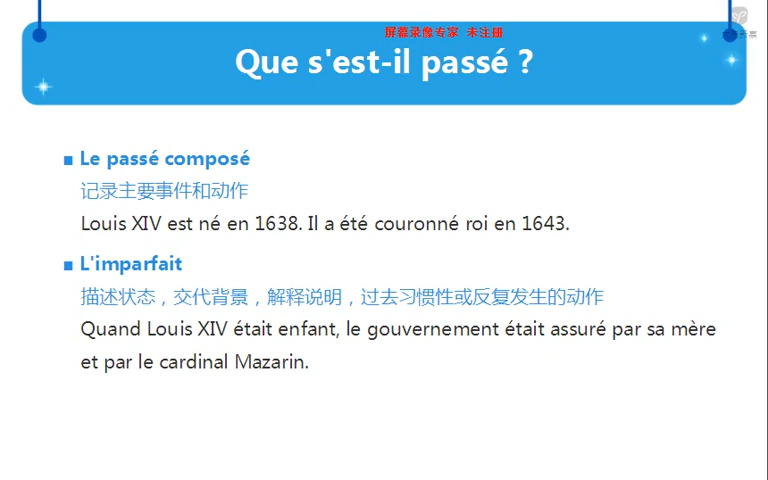 屏幕录像专家 未注册
Que s'est-il passé ?
■ Le passé composé
记录主要事件和动作
Louis XIV est né en 1638. Il a été couronné roi en 1643.
■ L'imparfait
描述状态，交代背景，解释说明，过去习惯性或反复发生的动作
Quand Louis XIV était enfant, le gouvernement était assuré par sa mère
et par le cardinal Mazarin.